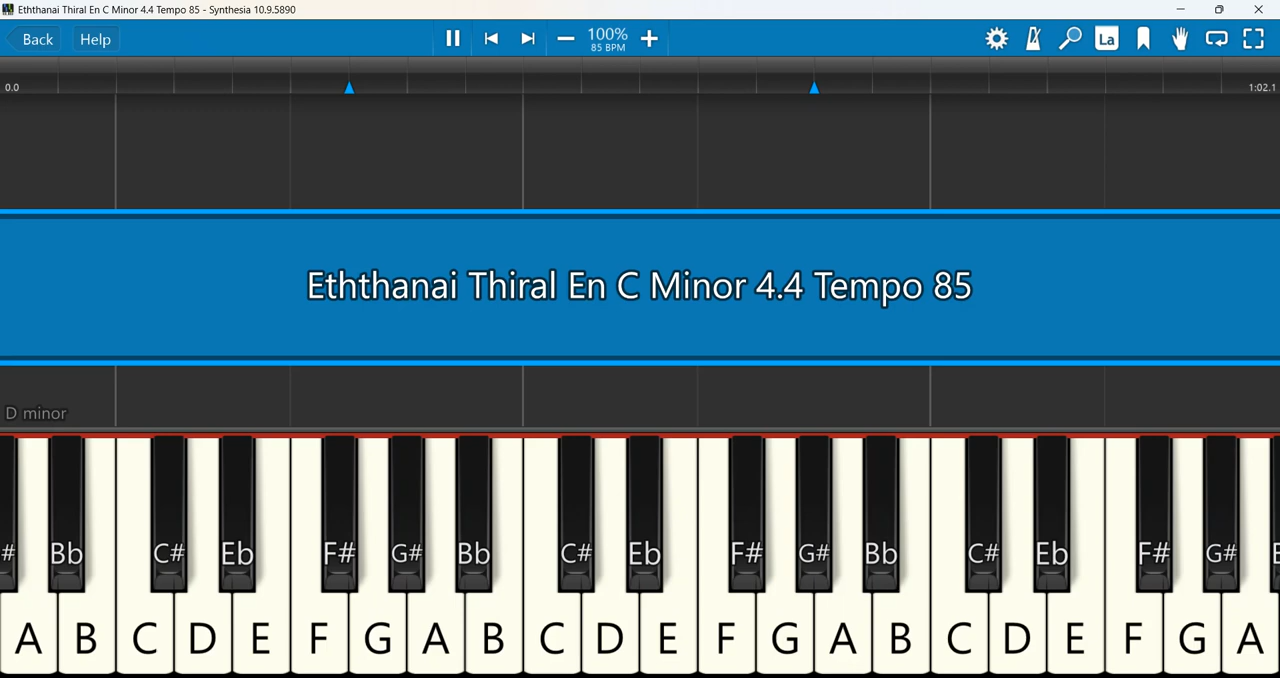 Eththanai Thiral En C Minor 4.4 Tempo 85 - Synthesia 10.9.5890
Back Help 100% La
85 BPM
0.0 1:02.1
Eththanai Thiral En C Minor 4.4 Tempo 85
D minor
# Bb C# Eb F# G# Bb C# Eb F# G# Bb C# Eb F# G#
A B C D E F G A B C D E F G A B C D E F G A